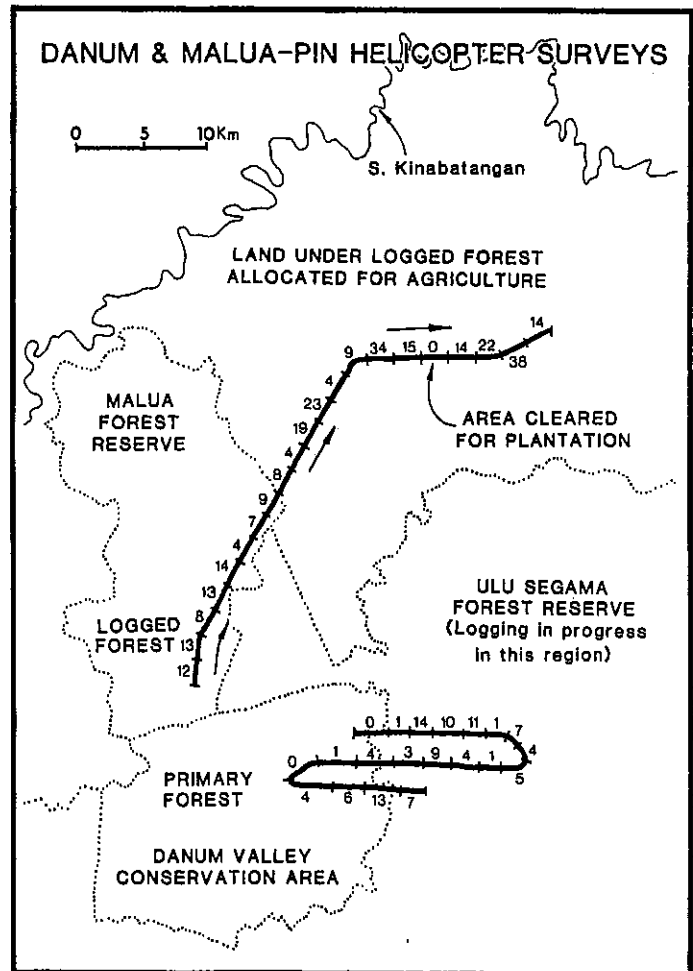 DANUM & MALUA-PIN HELICOPTER SURVEYS
0 5 10 Km
S. Kinabatangan
LAND UNDER LOGGED FOREST
ALLOCATED FOR AGRICULTURE
14
9 34 15 0 14 22
38
4
MALUA
FOREST
RESERVE
23
AREA CLEARED
FOR PLANTATION
19
4
8
9
7
4
14
13
ULU SEGAMA
FOREST RESERVE
(Logging in progress
in this region)
8
LOGGED
FOREST
13
12
0 1 14 10 11 1
7
4
0 1 4 3 9 4 1
5
PRIMARY
FOREST
4 6 13 7
DANUM VALLEY
CONSERVATION AREA